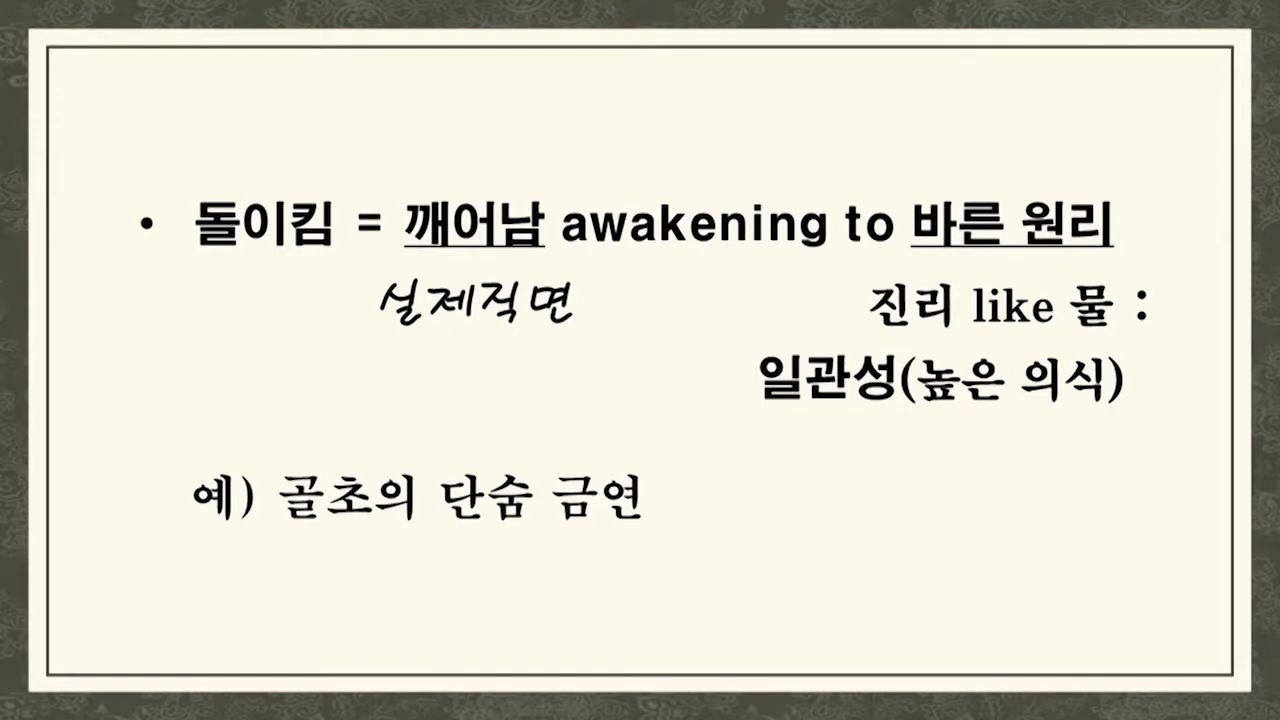 • 돌이킴 = 깨어남 awakening to 바른 원리
실제직면 진리 like 물 :
일관성(높은 의식)
예) 골초의 단숨 금연